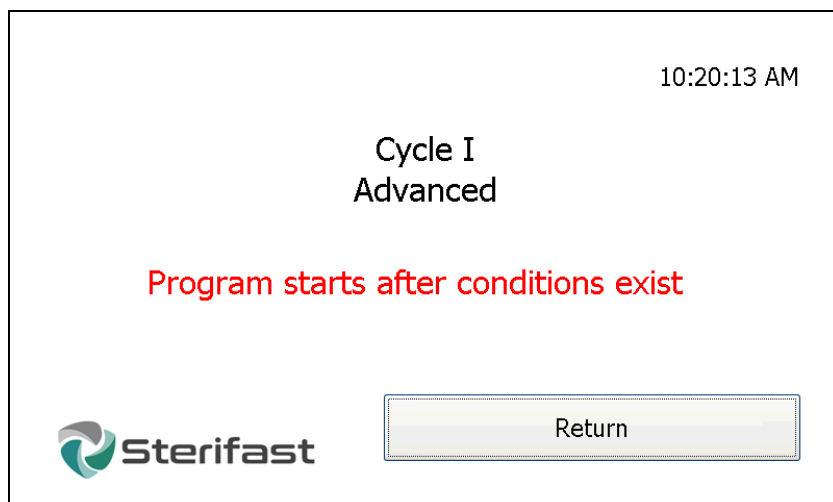 10:20:13 AM
Cycle I
Advanced
Program starts after conditions exist
Return
Sterifast